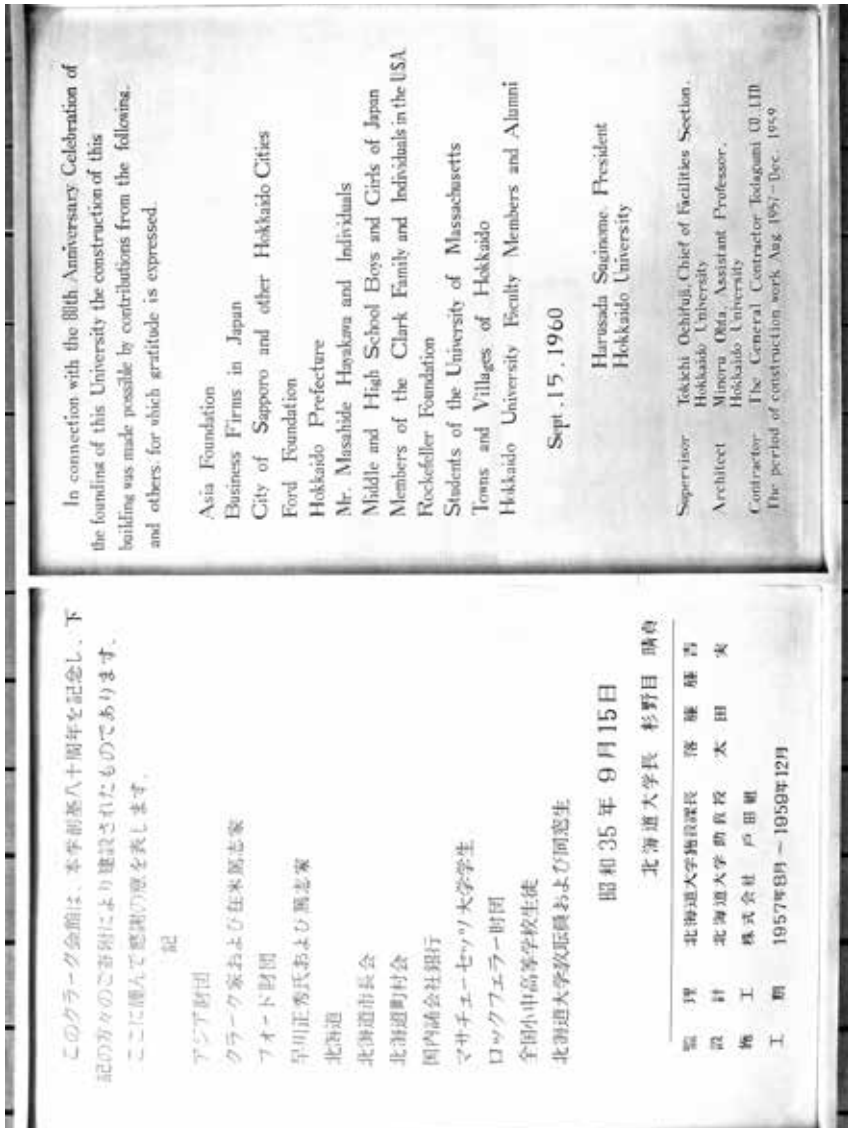 このクラーク会館は、本学創基八十周年を記念し、下
記の方々のご寄附により建設されたものであります。
ここに謹んで感謝の意を表します。
記
アジア財団
クラーク家および在米篤志家
フォード財団
早川正秀氏および篤志家
北海道
北海道市長会
北海道町村会
国内諸会社銀行
マサチューセッツ大学学生
ロックフェラー財団
全国小中高等学校生徒
北海道大学教職員および同窓生
昭和35年9月15日
北海道大学長 杉野目 晴貞
監理 北海道大学施設課長 落藤藤吉
設計 北海道大学助教授 太田 実
施工 株式会社 戸田組
工期 1957年8月~1959年12月
In connection with the 80th Anniversary Celebration of
the founding of this University the construction of this
building was made possible by contributions from the following,
and others, for which gratitude is expressed.
Asia Foundation
Business Firms in Japan
City of Sapporo and other Hokkaido Cities
Ford Foundation
Hokkaido Prefecture
Mr. Masahide Hayakawa and Individuals
Middle and High School Boys and Girls of Japan
Members of the Clark Family and Individuals in the USA
Rockefeller Foundation
Students of the University of Massachusetts
Towns and Villages of Hokkaido
Hokkaido University Faculty Members and Alumni
Sept.15.1960
Harusada Suginome. President
Hokkaido University
Supervisor Tokichi Ochifuji, Chief of Facilities Section.
Hokkaido University
Architect Minoru Ohta, Assistant Professor.
Hokkaido University
Contractor The General Contractor Todagumi CO.LTD
The period of construction work Aug 1957-Dec. 1959